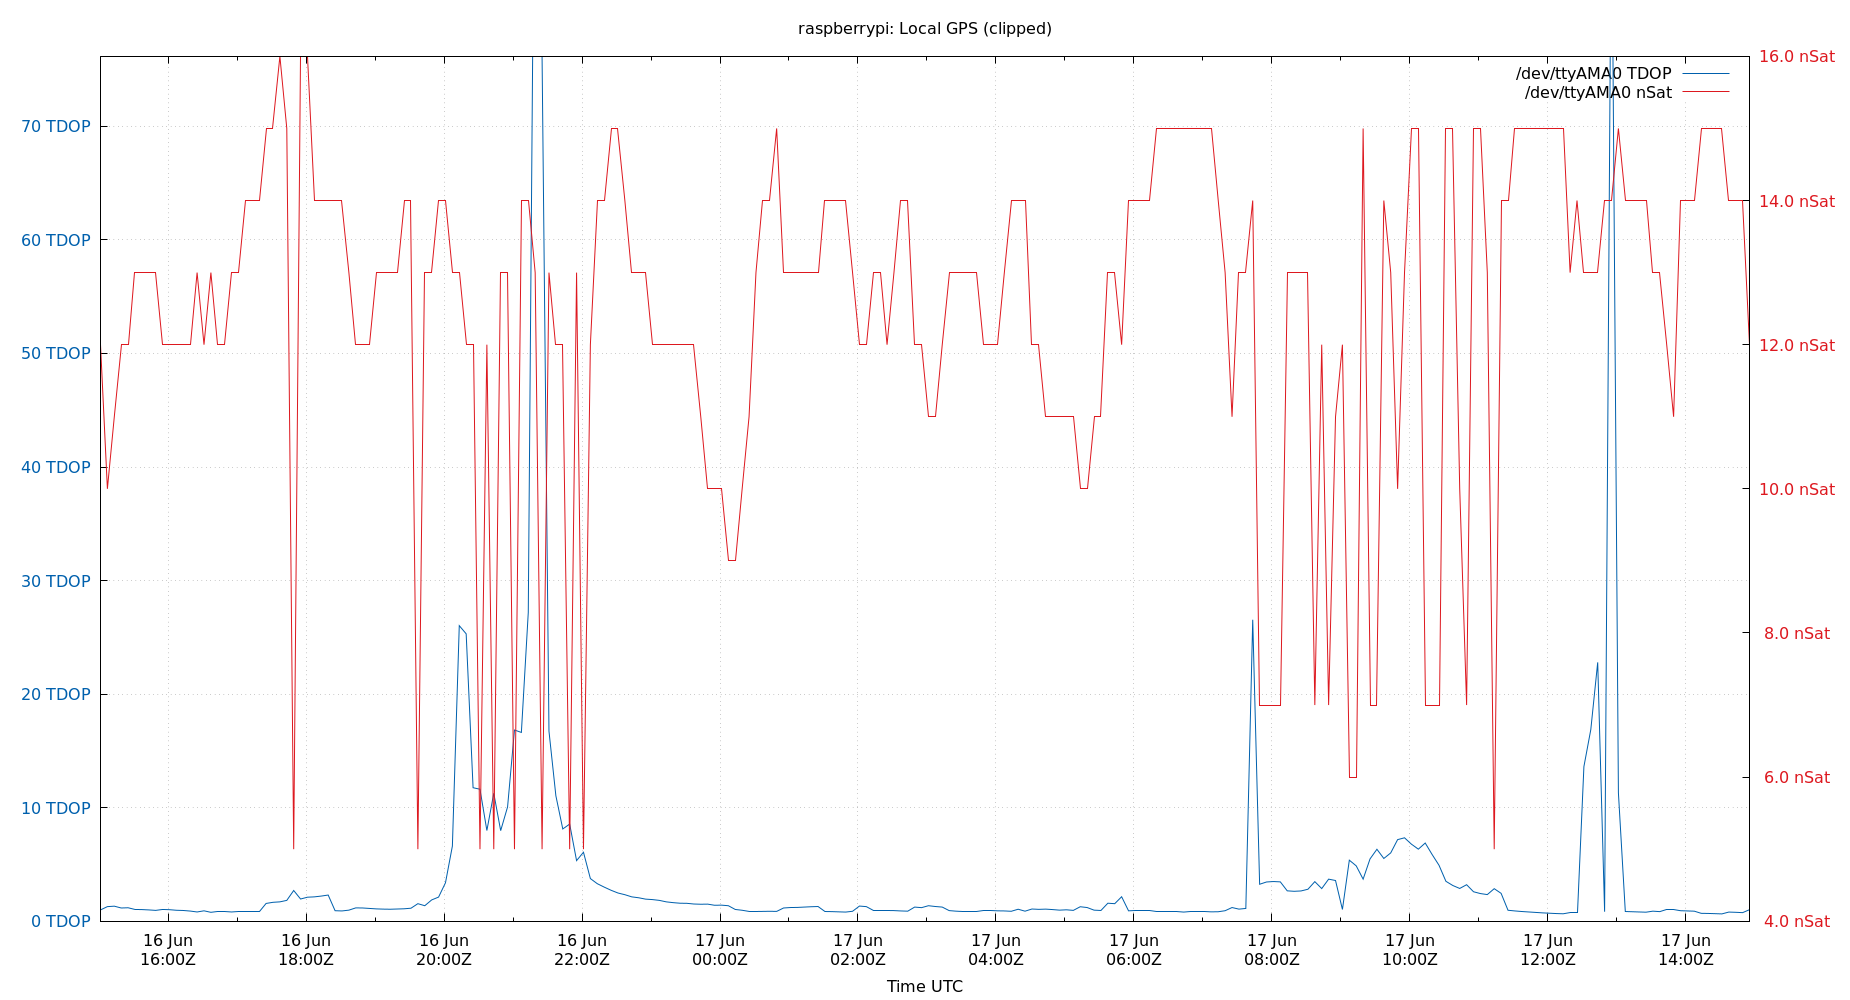 raspberrypi: Local GPS (clipped)
/dev/ttyAMA0 TDOP
/dev/ttyAMA0 nSat
70 TDOP
60 TDOP
50 TDOP
40 TDOP
30 TDOP
20 TDOP
10 TDOP
0 TDOP
16.0 nSat
14.0 nSat
12.0 nSat
10.0 nSat
8.0 nSat
6.0 nSat
4.0 nSat
16 Jun 16 Jun 16 Jun 16 Jun 17 Jun 17 Jun 17 Jun 17 Jun 17 Jun 17 Jun 17 Jun 17 Jun
16:00Z 18:00Z 20:00Z 22:00Z 00:00Z 02:00Z 04:00Z 06:00Z 08:00Z 10:00Z 12:00Z 14:00Z
Time UTC